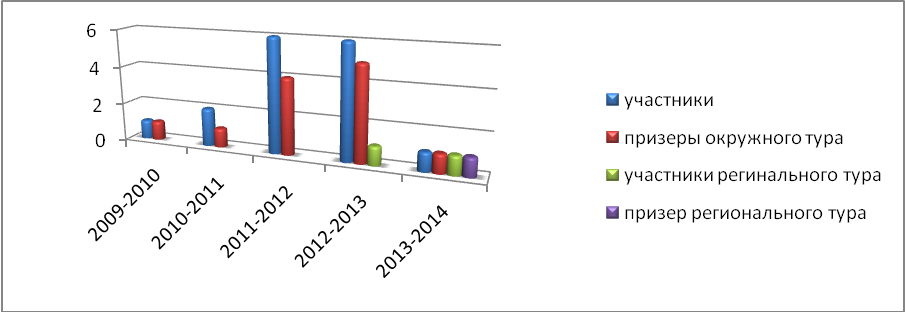 6
4
2
0
2009-2010
2010-2011
2011-2012
2012-2013
2013-2014
участники
призеры окружного тура
участники регинального тура
призер регионального тура